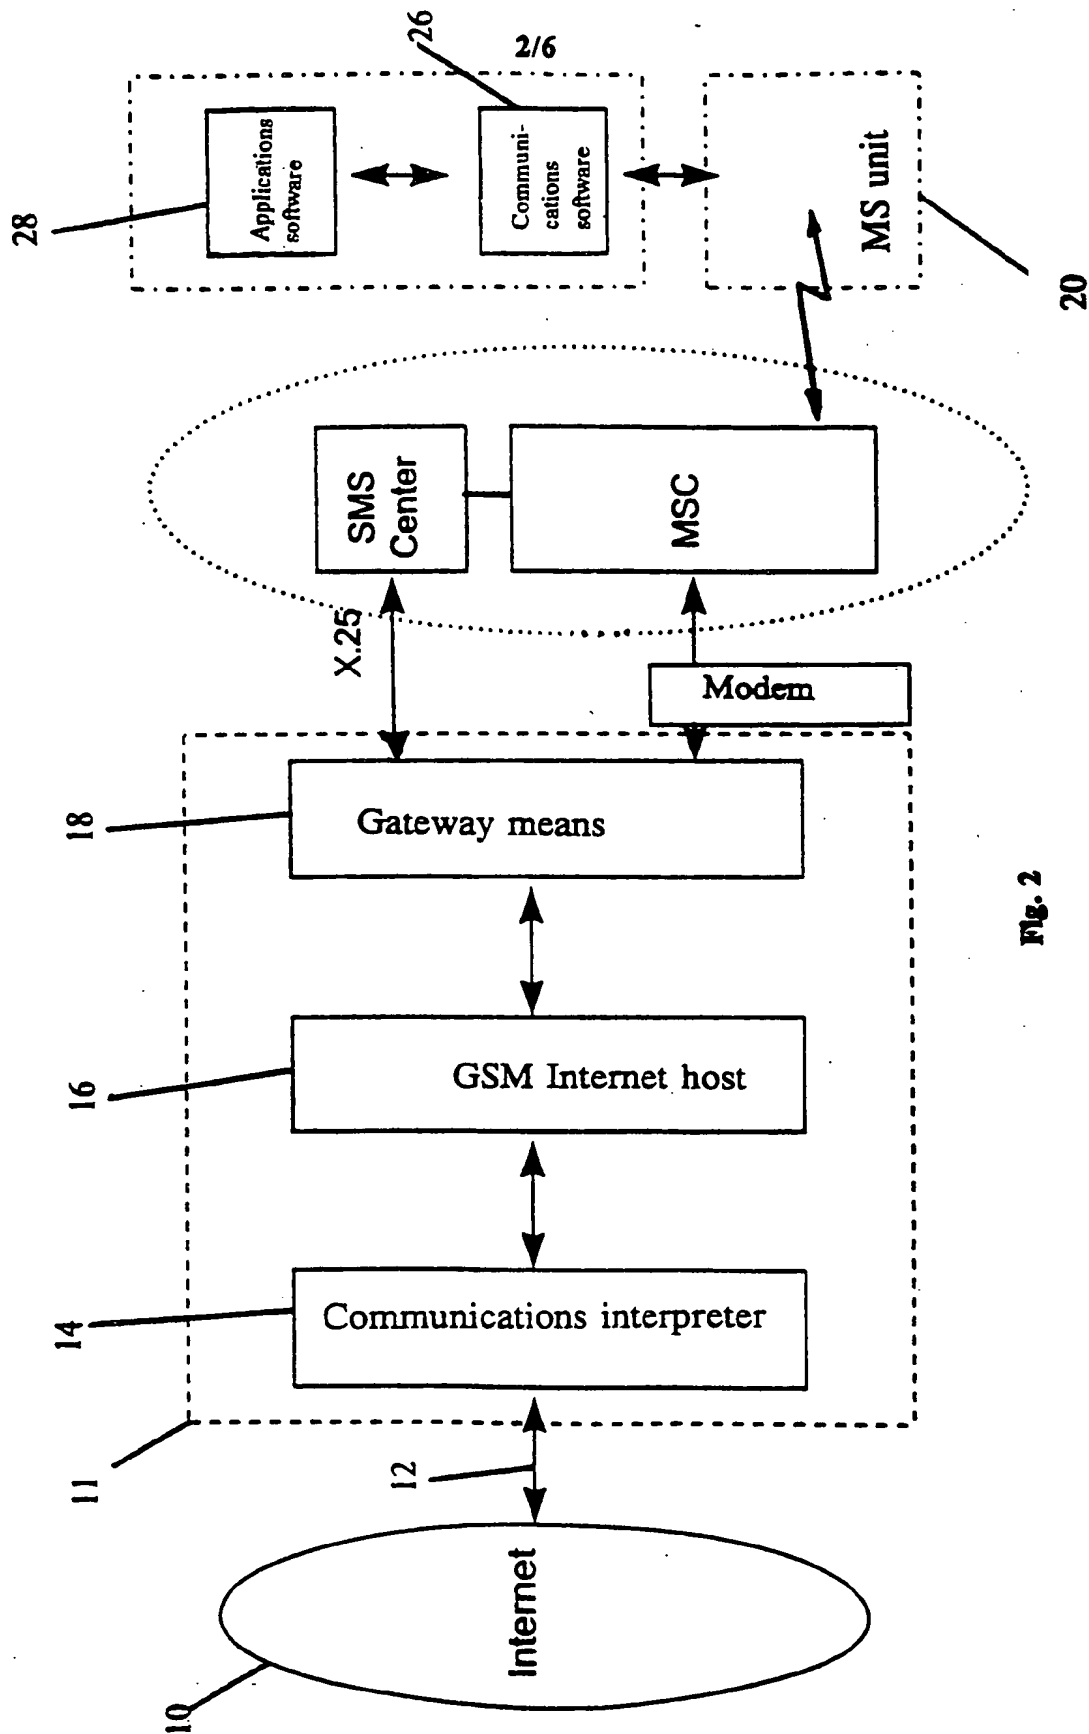 2/6
28
Applications
software
26
Communi-
cations
software
MS unit
20
SMS
Center
MSC
X.25
Modem
18
Gateway means
16
GSM Internet host
14
Communications interpreter
11
12
Internet
10
Fig. 2